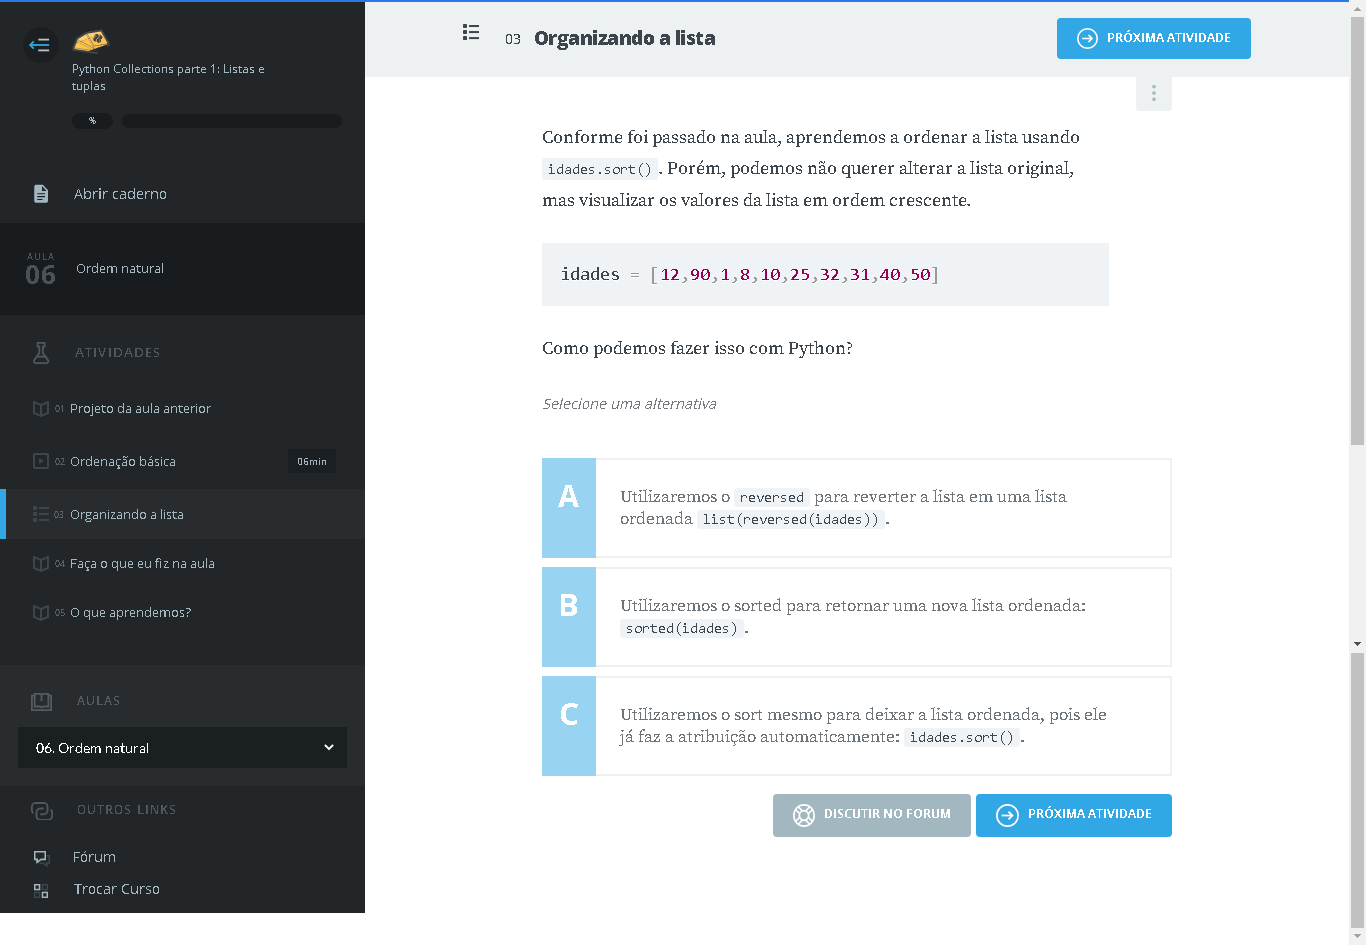 Python Collections parte 1: Listas e
tuplas
%
Abrir caderno
AULA
06
Ordem natural
ATIVIDADES
01 Projeto da aula anterior
02 Ordenação básica 06min
03 Organizando a lista
04 Faça o que eu fiz na aula
05 O que aprendemos?
AULAS
06. Ordem natural
OUTROS LINKS
Fórum
Trocar Curso
03 Organizando a lista
PRÓXIMA ATIVIDADE
Conforme foi passado na aula, aprendemos a ordenar a lista usando
idades.sort() . Porém, podemos não querer alterar a lista original,
mas visualizar os valores da lista em ordem crescente.
idades = [12,90,1,8,10,25,32,31,40,50]
Como podemos fazer isso com Python?
Selecione uma alternativa
A
Utilizaremos o reversed para reverter a lista em uma lista
ordenada list(reversed(idades)) .
B
Utilizaremos o sorted para retornar uma nova lista ordenada:
sorted(idades) .
C
Utilizaremos o sort mesmo para deixar a lista ordenada, pois ele
já faz a atribuição automaticamente: idades.sort() .
DISCUTIR NO FORUM
PRÓXIMA ATIVIDADE